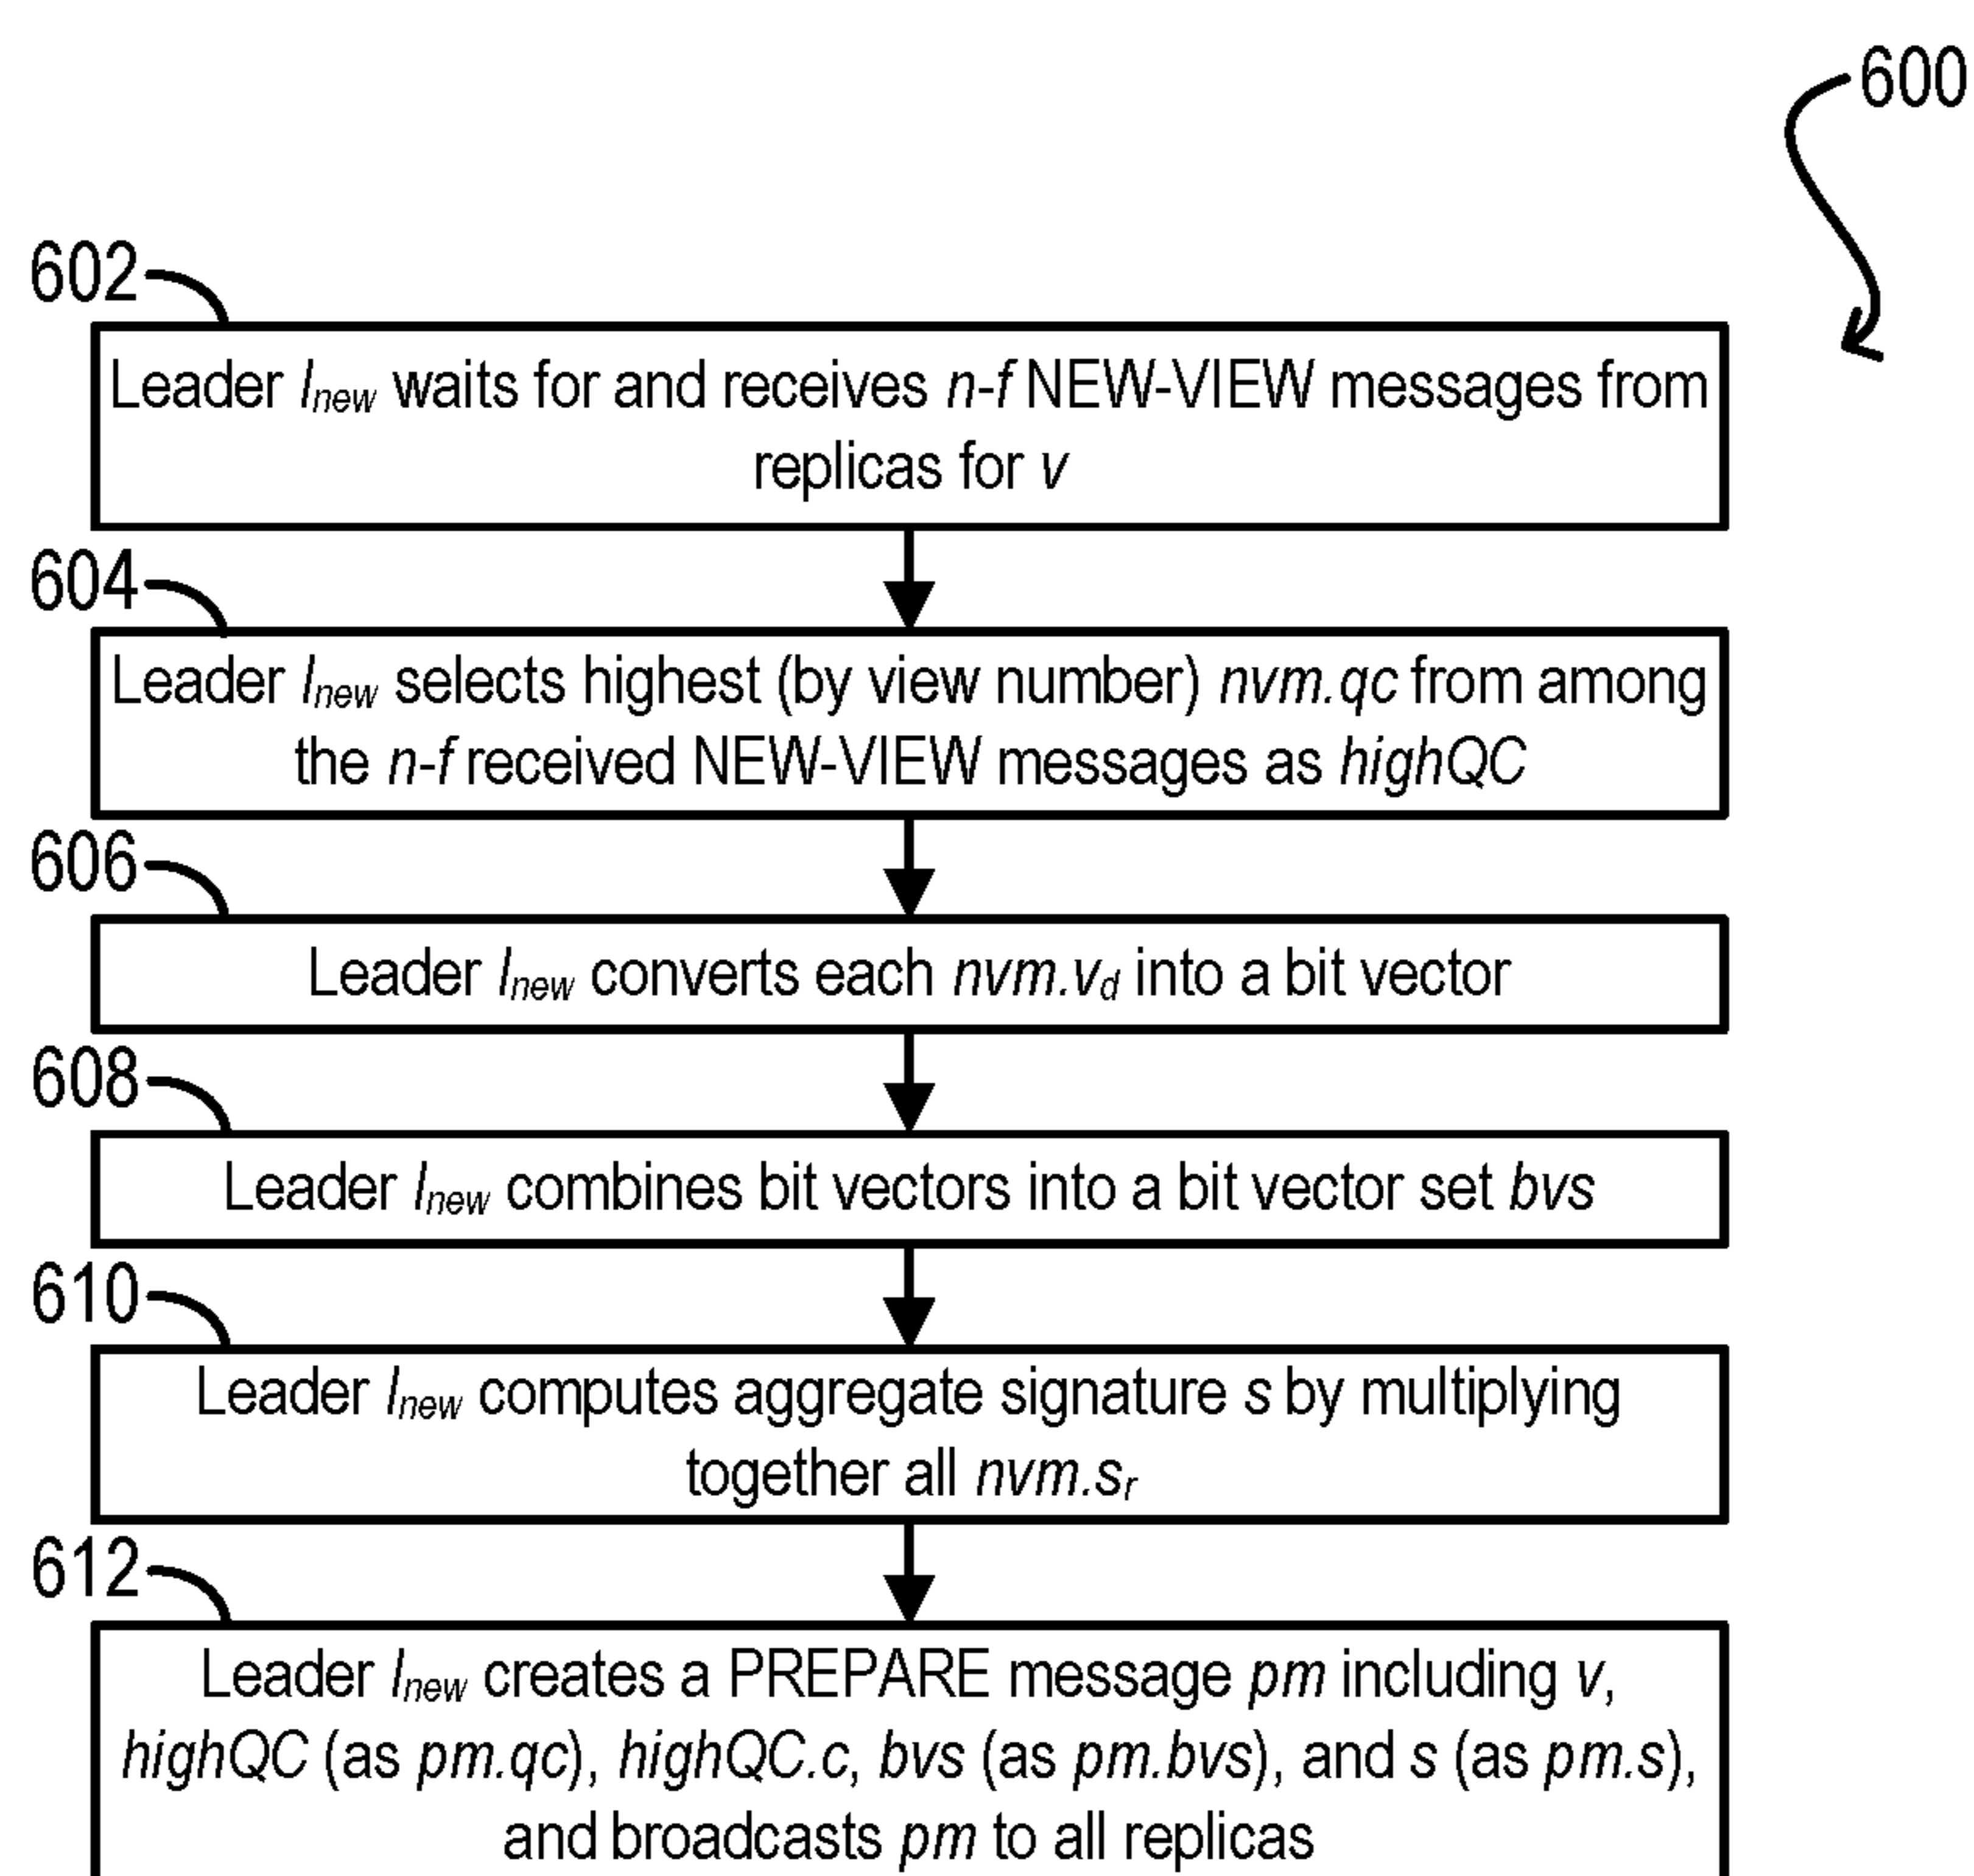 600
602
Leader lnew waits for and receives n-f NEW-VIEW messages from
replicas for v
604
Leader lnew selects highest (by view number) nvm.qc from among
the n-f received NEW-VIEW messages as highQC
606
Leader lnew converts each nvm.vd into a bit vector
608
Leader lnew combines bit vectors into a bit vector set bvs
610
Leader lnew computes aggregate signature s by multiplying
together all nvm.sr
612
Leader lnew creates a PREPARE message pm including v,
highQC (as pm.qc), highQC.c, bvs (as pm.bvs), and s (as pm.s),
and broadcasts pm to all replicas